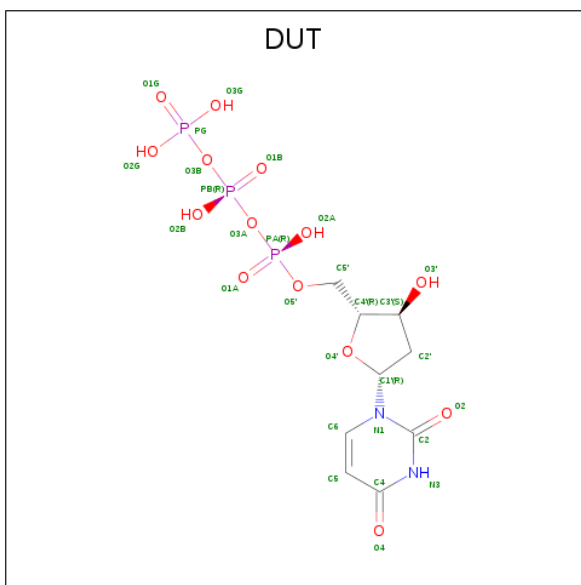 DUT
O1G
O3G
O
OH
P
PG
HO
O2G
O
O3B
O1B
O
PB(R)
P
HO
O2B
O
O3A
O2A
OH
PA(R)
P
O
O1A
O
O5'
C5'
O3'
OH
C4'(R)
C3'(S)
O
O4'
C2'
C1'(R)
N
N1
O2
O
C6
C2
C5
NH
N3
C4
O
O4